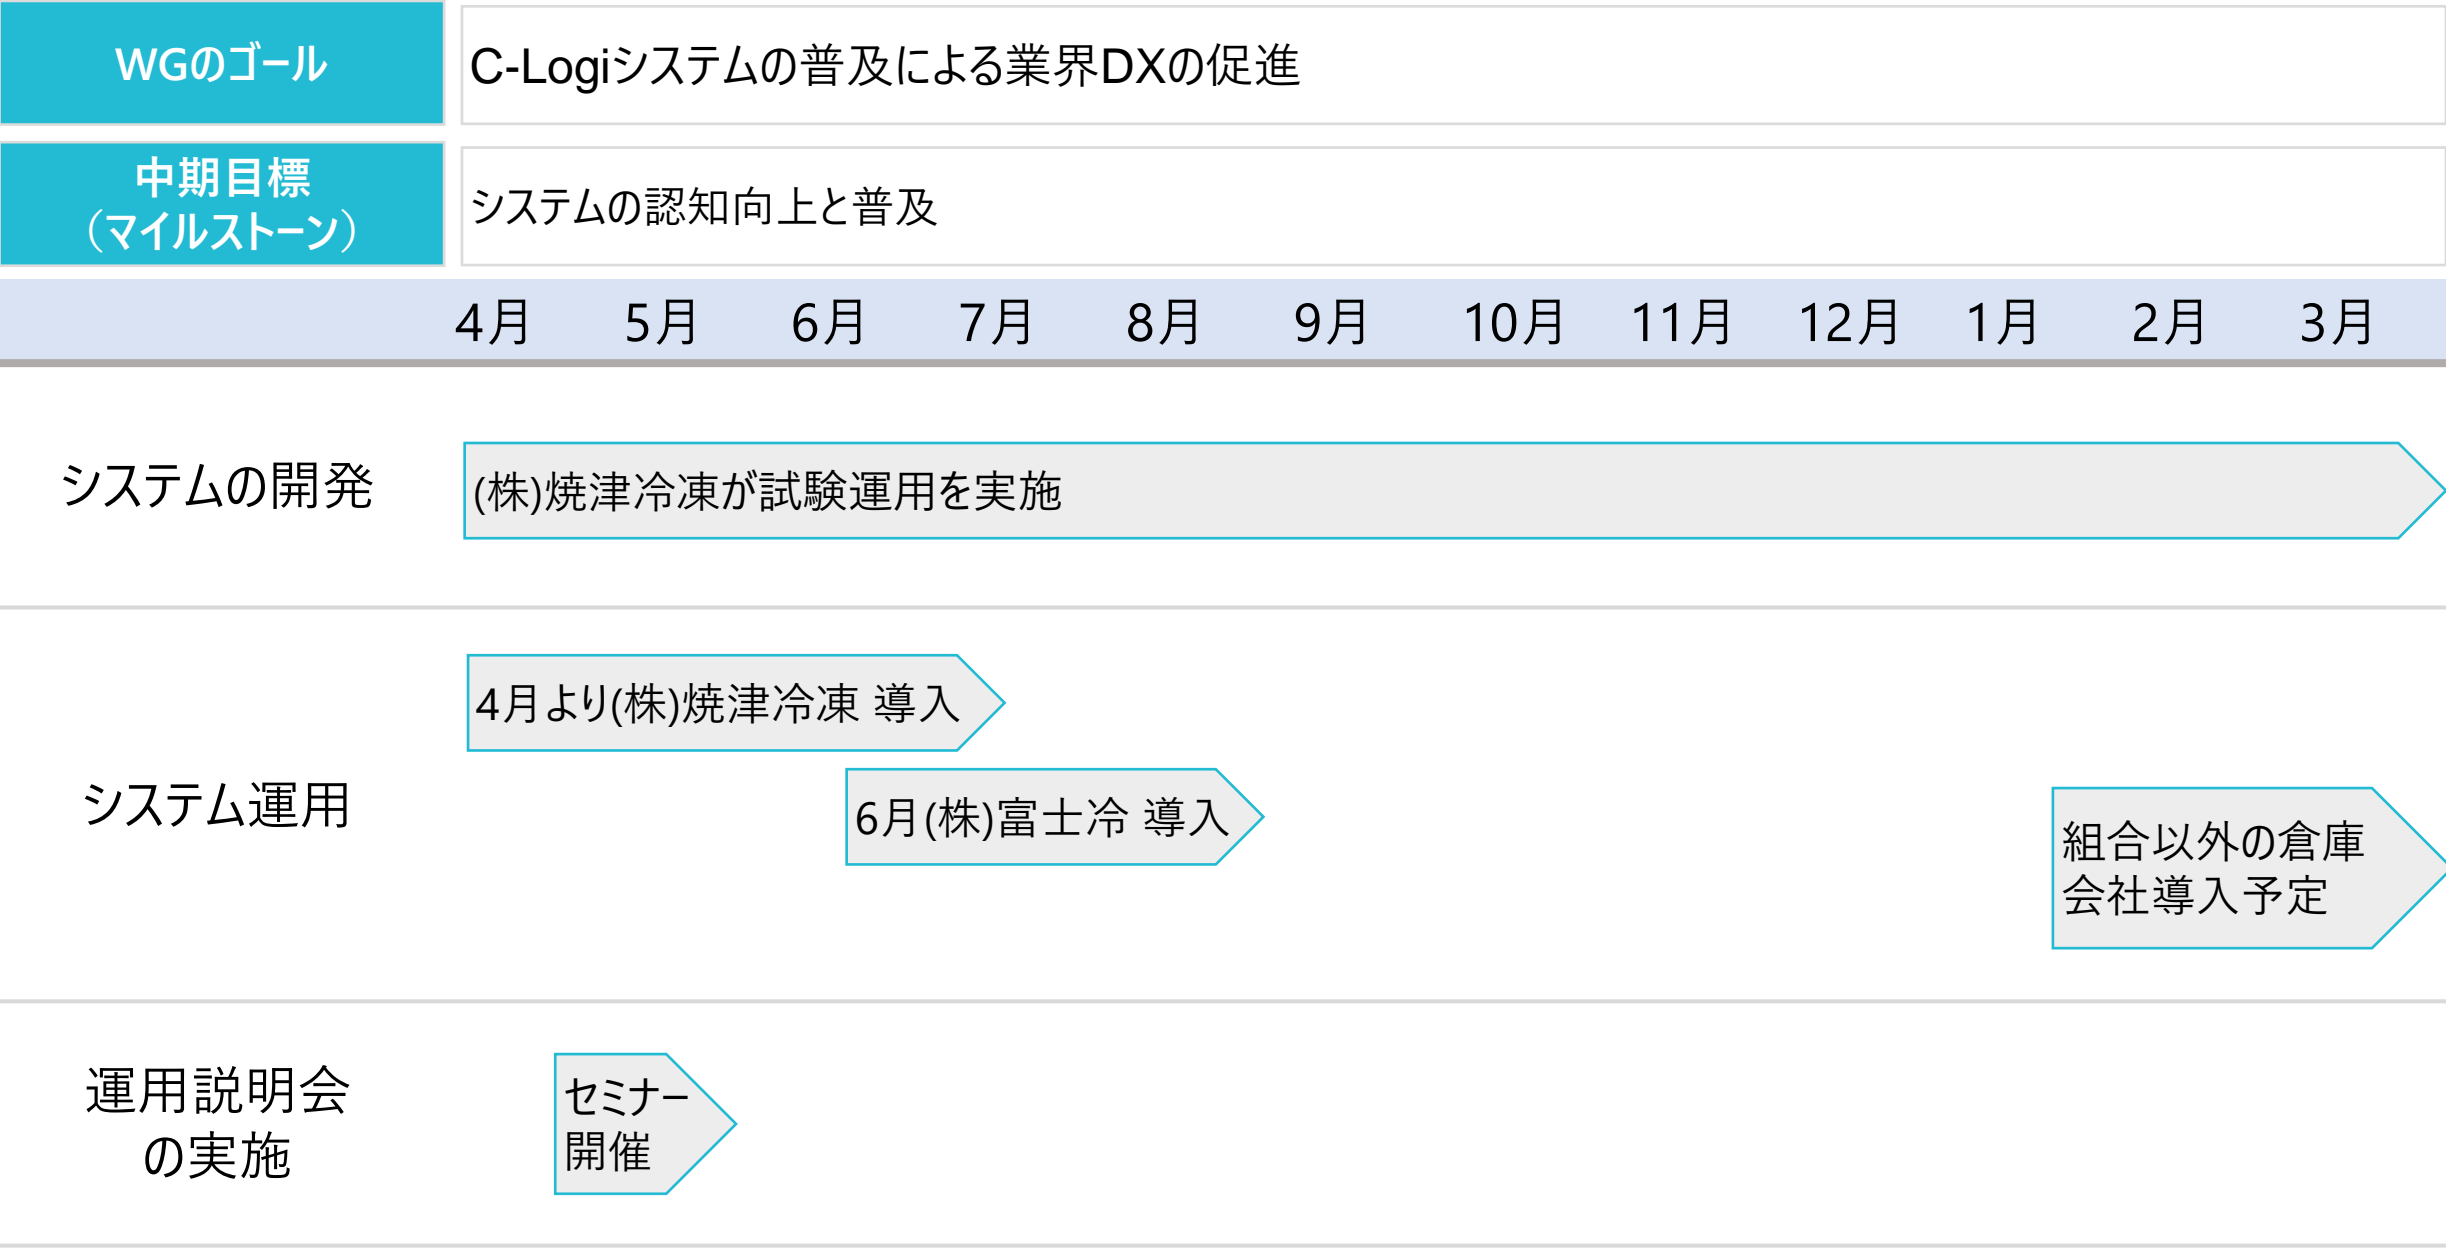 WGのゴール
C-Logiシステムの普及による業界DXの促進
中期目標
（マイルストーン）
システムの認知向上と普及
4月 5月 6月 7月 8月 9月 10月 11月 12月 1月 2月 3月
システムの開発
(株)焼津冷凍が試験運用を実施
システム運用
4月より(株)焼津冷凍 導入
6月(株)富士冷 導入
組合以外の倉庫
会社導入予定
運用説明会
の実施
セミナー
開催